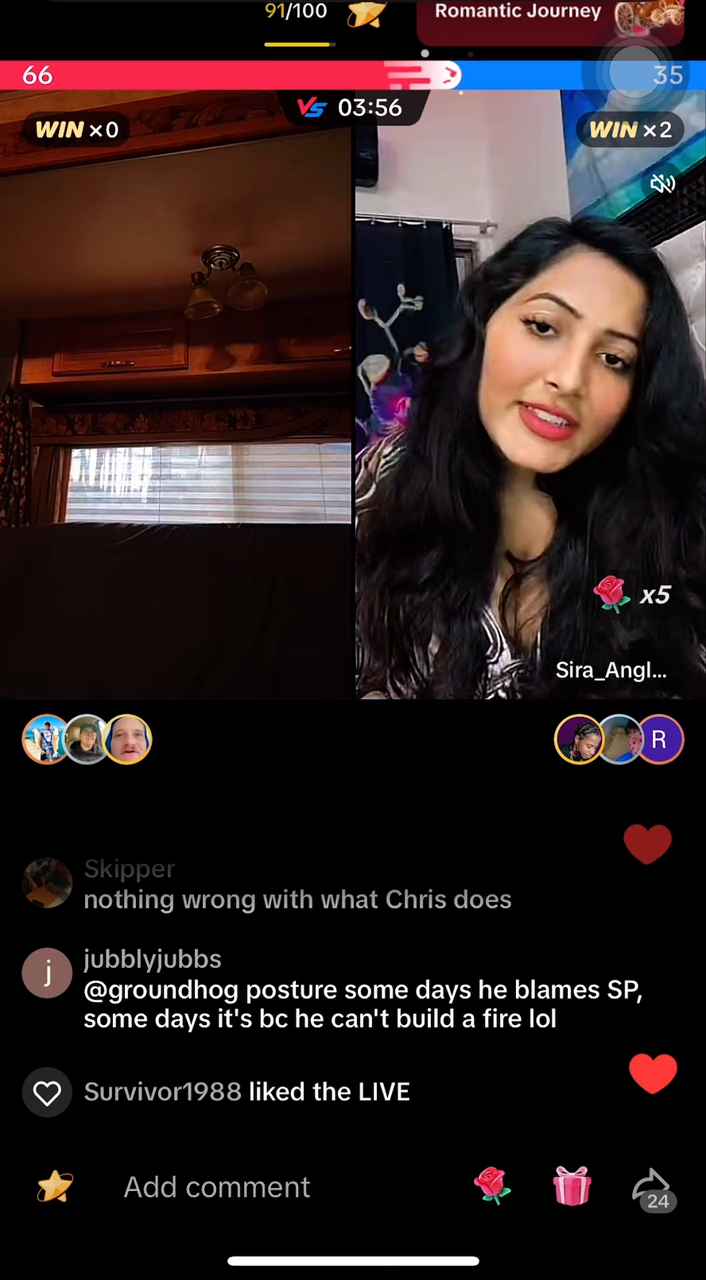 91/100
Romantic Journey
66
35
VS 03:56
WIN ×0
WIN ×2
x5
Sira_Angl...
R
Skipper
nothing wrong with what Chris does
j
jubblyjubbs
@groundhog posture some days he blames SP,
some days it's bc he can't build a fire lol
Survivor1988 liked the LIVE
Add comment
24